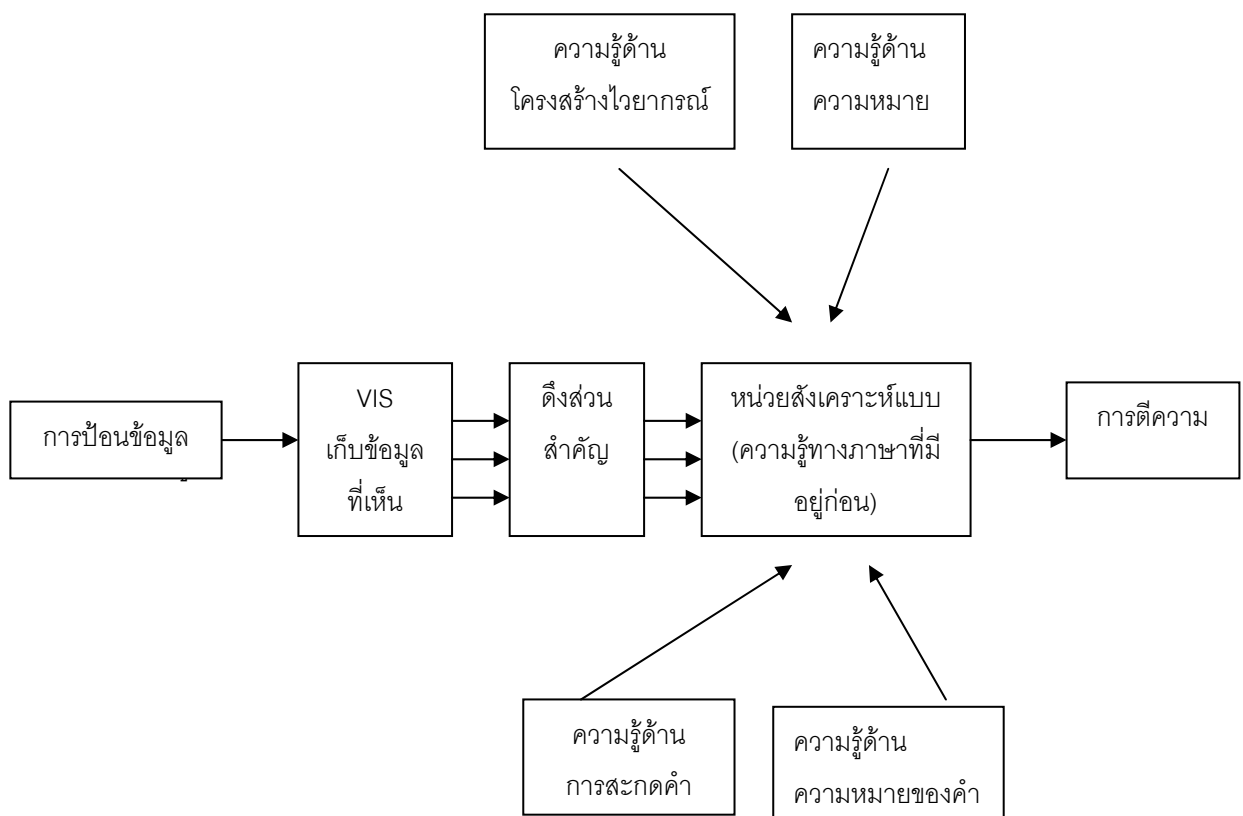 ความรู้ด้าน
โครงสร้างไวยากรณ์
ความรู้ด้าน
ความหมาย
การป้อนข้อมูล
VIS
เก็บข้อมูล
ที่เห็น
ดึงส่วน
สำคัญ
หน่วยสังเคราะห์แบบ
(ความรู้ทางภาษาที่มี
อยู่ก่อน)
การตีความ
ความรู้ด้าน
การสะกดคำ
ความรู้ด้าน
ความหมายของคำ